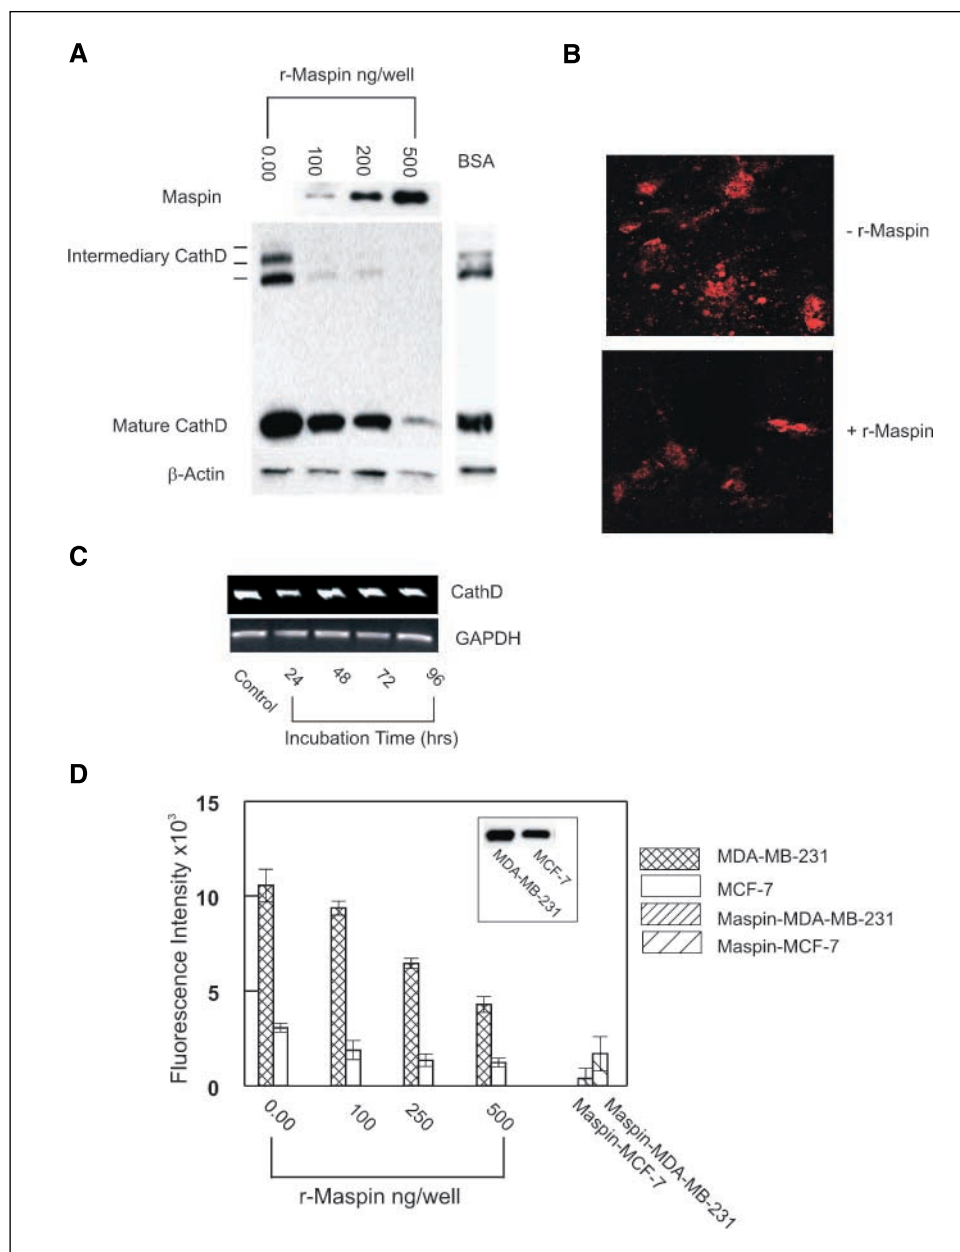 A
r-Maspin ng/well
0.00
100
200
500
BSA
Maspin
Intermediary CathD
Mature CathD
β-Actin
B
- r-Maspin
+ r-Maspin
C
CathD
GAPDH
Control
24
48
72
96
Incubation Time (hrs)
D
Fluorescence Intensity x10³
15
10
5
0
MDA-MB-231
MCF-7
MDA-MB-231
MCF-7
Maspin-MDA-MB-231
Maspin-MCF-7
0.00
100
250
500
Maspin-MCF-7
Maspin-MDA-MB-231
r-Maspin ng/well